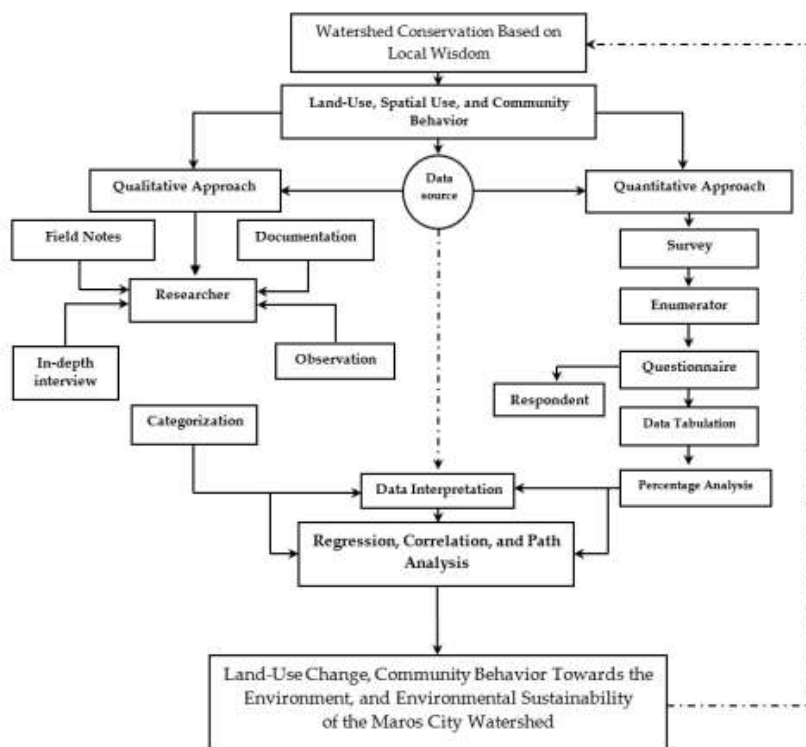 Watershed Conservation Based on
Local Wisdom
Land-Use, Spatial Use, and Community
Behavior
Qualitative Approach
Data
source
Quantitative Approach
Field Notes
Documentation
Survey
Researcher
Enumerator
In-depth
interview
Observation
Questionnaire
Respondent
Categorization
Data Tabulation
Data Interpretation
Percentage Analysis
Regression, Correlation, and Path
Analysis
Land-Use Change, Community Behavior Towards the
Environment, and Environmental Sustainability
of the Maros City Watershed